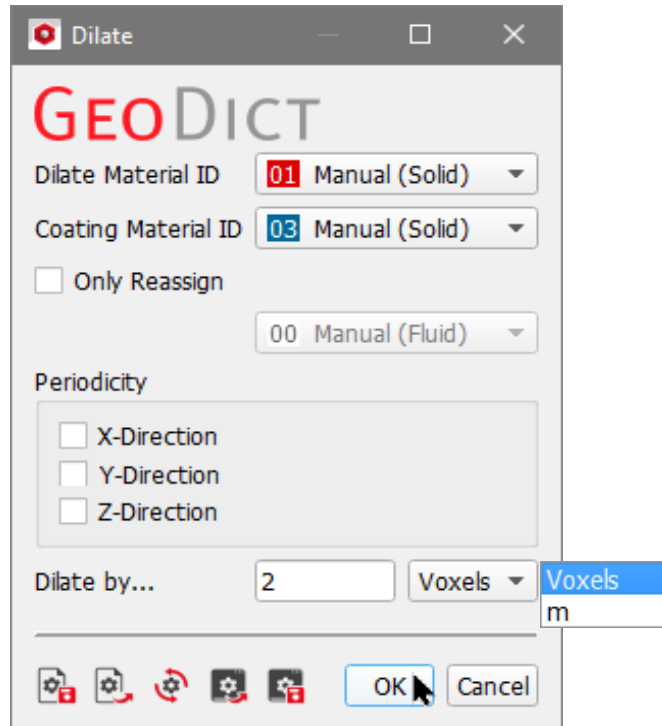 Dilate
GEODICT
Dilate Material ID 01 Manual (Solid)
Coating Material ID 03 Manual (Solid)
Only Reassign
00 Manual (Fluid)
Periodicity
X-Direction
Y-Direction
Z-Direction
Dilate by... 2 Voxels Voxels
m
OK Cancel